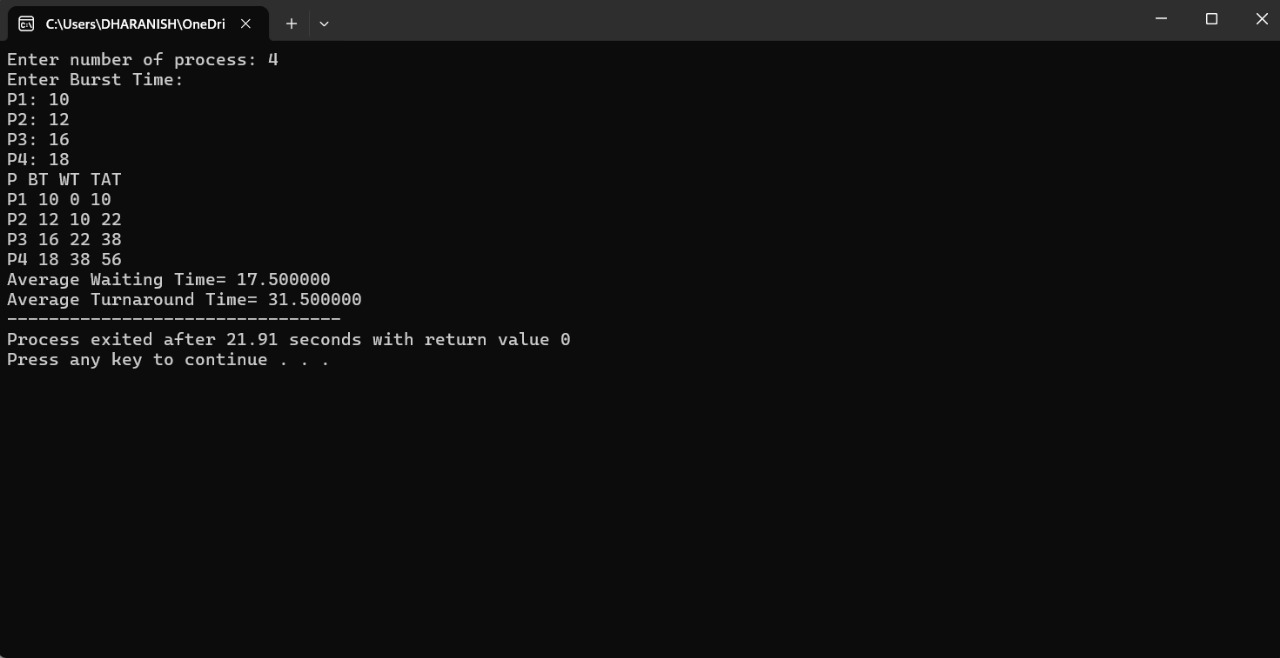 C:\Users\DHARANISH\OneDri
Enter number of process: 4
Enter Burst Time:
P1: 10
P2: 12
P3: 16
P4: 18
P BT WT TAT
P1 10 0 10
P2 12 10 22
P3 16 22 38
P4 18 38 56
Average Waiting Time= 17.500000
Average Turnaround Time= 31.500000
--------------------------------
Process exited after 21.91 seconds with return value 0
Press any key to continue . . .